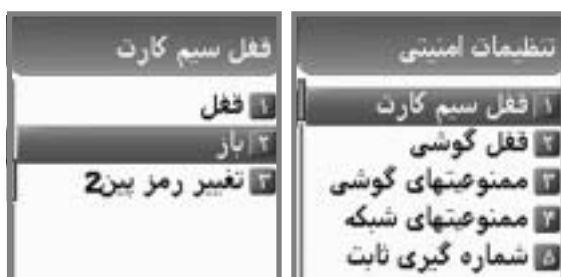 تنظیمات امنیتی
۱ قفل سیم کارت
۲ قفل گوشی
۳ ممنوعیتهای گوشی
۴ ممنوعیتهای شبکه
۵ شماره گیری ثابت
قفل سیم کارت
۱ قفل
۲ باز
۳ تغییر رمز پین2